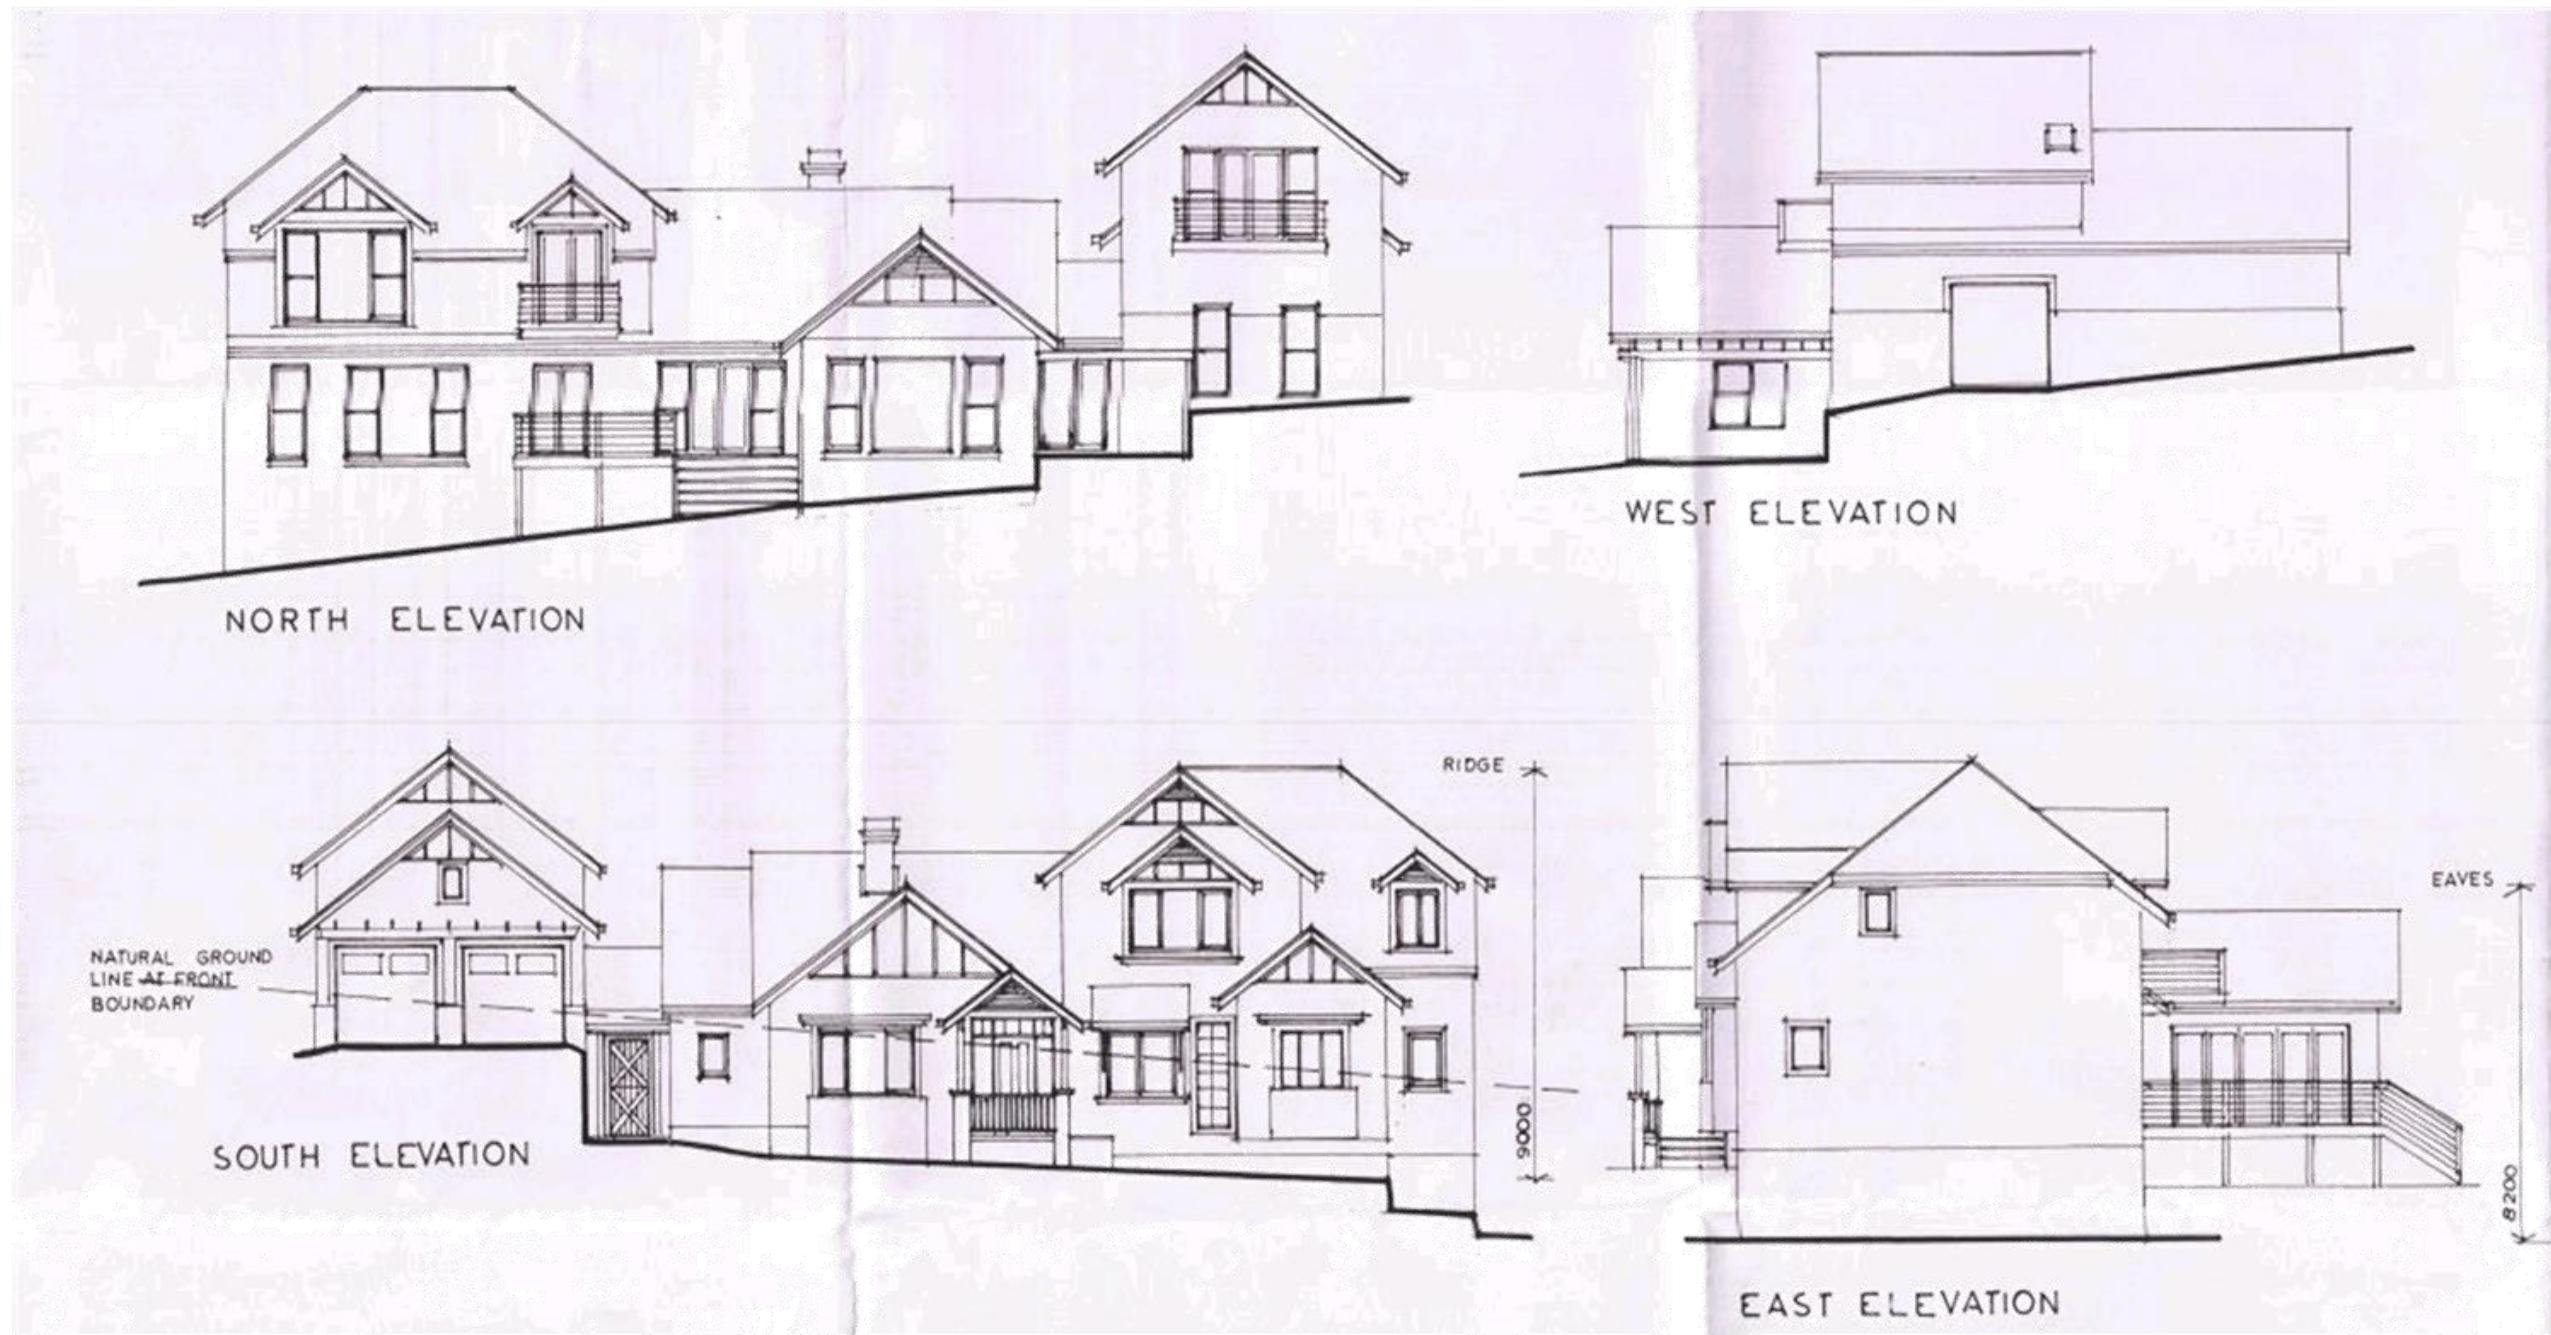 NORTH ELEVATION
WEST ELEVATION
RIDGE
EAVES
NATURAL GROUND
LINE AT FRONT
BOUNDARY
9000
8200
SOUTH ELEVATION
EAST ELEVATION